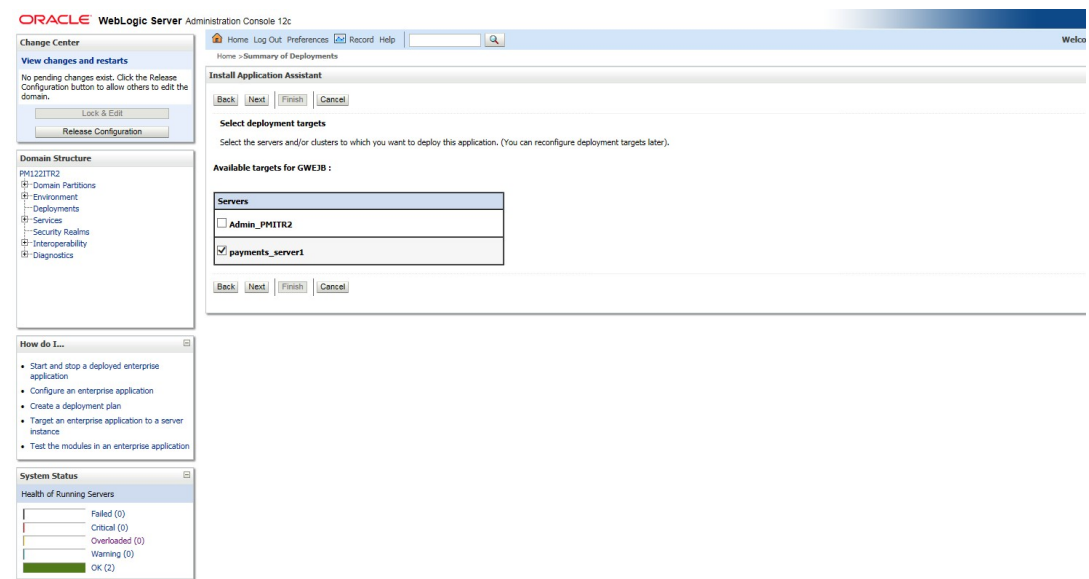 ORACLE WebLogic Server Administration Console 12c
Change Center
View changes and restarts
No pending changes exist. Click the Release
Configuration button to allow others to edit the
domain.
Lock & Edit
Release Configuration
Domain Structure
PM122ITR2
Domain Partitions
Environment
Deployments
Services
Security Realms
Interoperability
Diagnostics
How do I...
Start and stop a deployed enterprise
application
Configure an enterprise application
Create a deployment plan
Target an enterprise application to a server
instance
Test the modules in an enterprise application
System Status
Health of Running Servers
Failed (0)
Critical (0)
Overloaded (0)
Warning (0)
OK (2)
Home Log Out Preferences Record Help
Welco
Home >Summary of Deployments
Install Application Assistant
Back Next Finish Cancel
Select deployment targets
Select the servers and/or clusters to which you want to deploy this application. (You can reconfigure deployment targets later).
Available targets for GWEJB :
Servers
Admin_PMITR2
payments_server1
Back Next Finish Cancel